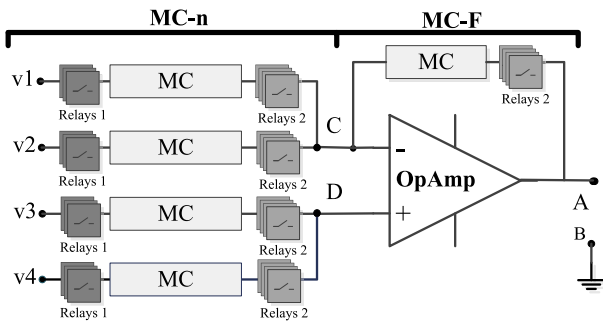 MC-n
MC-F
v1
Relays 1
MC
Relays 2
MC
Relays 2
v2
Relays 1
MC
Relays 2
C
-
OpAmp
+
A
B
v3
Relays 1
MC
Relays 2
D
v4
Relays 1
MC
Relays 2